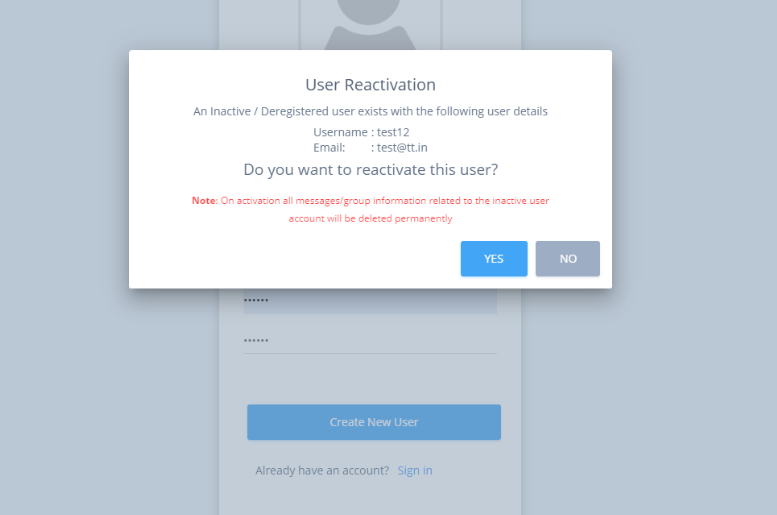 User Reactivation
An Inactive / Deregistered user exists with the following user details
Username : test12
Email: : test@tt.in
Do you want to reactivate this user?
Note: On activation all messages/group information related to the inactive user
account will be deleted permanently
YES NO
••••••
••••••
Create New User
Already have an account? Sign in